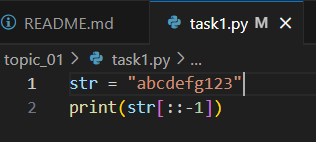 README.md
task1.py M ×
topic_01 > task1.py > ...
1 str = "abcdefg123"
2 print(str[::-1])